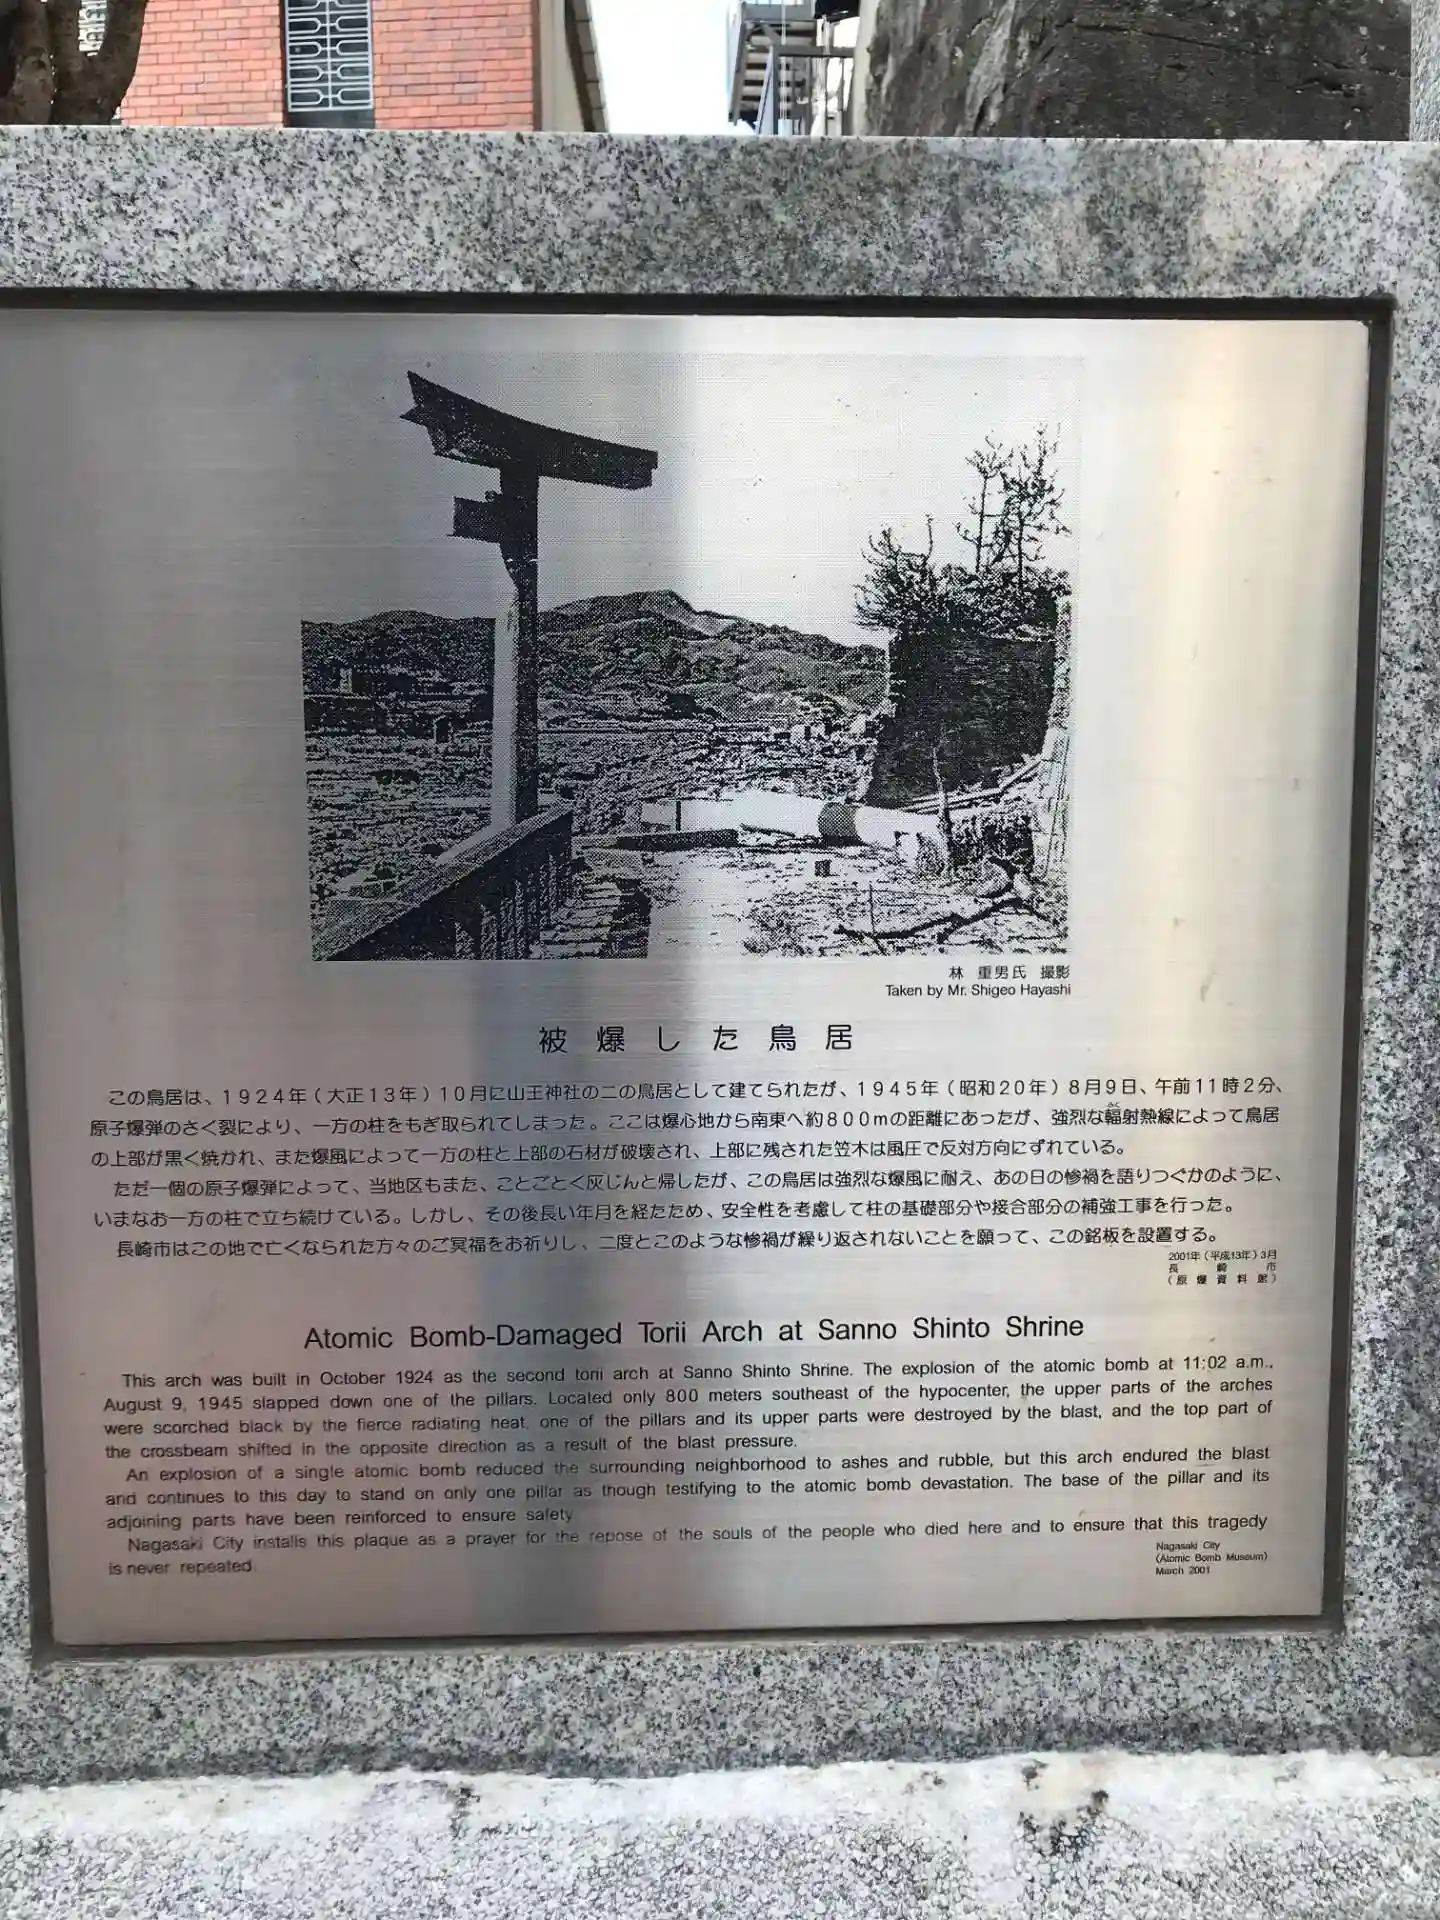 林 重男氏 撮影
Taken by Mr. Shigeo Hayashi
被爆した鳥居
この鳥居は、1924年(大正13年)10月に山王神社の二の鳥居として建てられたが、1945年(昭和20年)8月9日、午前11時2分、
原子爆弾のさく裂により、一方の柱をもぎ取られてしまった。ここは爆心地から南東へ約800mの距離にあったが、強烈な輻射熱線によって鳥居
の上部が黒く焼かれ、また爆風によって一方の柱と上部の石材が破壊され、上部に残された笠木は風圧で反対方向にずれている。
ただ一個の原子爆弾によって、当地区もまた、ことごとく灰じんと帰したが、この鳥居は強烈な爆風に耐え、あの日の惨禍を語りつぐかのように、
いまなお一方の柱で立ち続けている。しかし、その後長い年月を経たため、安全性を考慮して柱の基礎部分や接合部分の補強工事を行った。
長崎市はこの地で亡くなられた方々のご冥福をお祈りし、二度とこのような惨禍が繰り返されないことを願って、この銘板を設置する。
2001年(平成13年)3月
長崎市
(原爆資料館)
Atomic Bomb-Damaged Torii Arch at Sanno Shinto Shrine
This arch was built in October 1924 as the second torii arch at Sanno Shinto Shrine. The explosion of the atomic bomb at 11:02 a.m.,
August 9, 1945 slapped down one of the pillars. Located only 800 meters southeast of the hypocenter, the upper parts of the arches
were scorched black by the fierce radiating heat, one of the pillars and its upper parts were destroyed by the blast, and the top part of
the crossbeam shifted in the opposite direction as a result of the blast pressure.
An explosion of a single atomic bomb reduced the surrounding neighborhood to ashes and rubble, but this arch endured the blast
and continues to this day to stand on only one pillar as though testifying to the atomic bomb devastation. The base of the pillar and its
adjoining parts have been reinforced to ensure safety
Nagasaki City installs this plaque as a prayer for the repose of the souls of the people who died here and to ensure that this tragedy
is never repeated.
Nagasaki City
(Atomic Bomb Museum)
March 2001